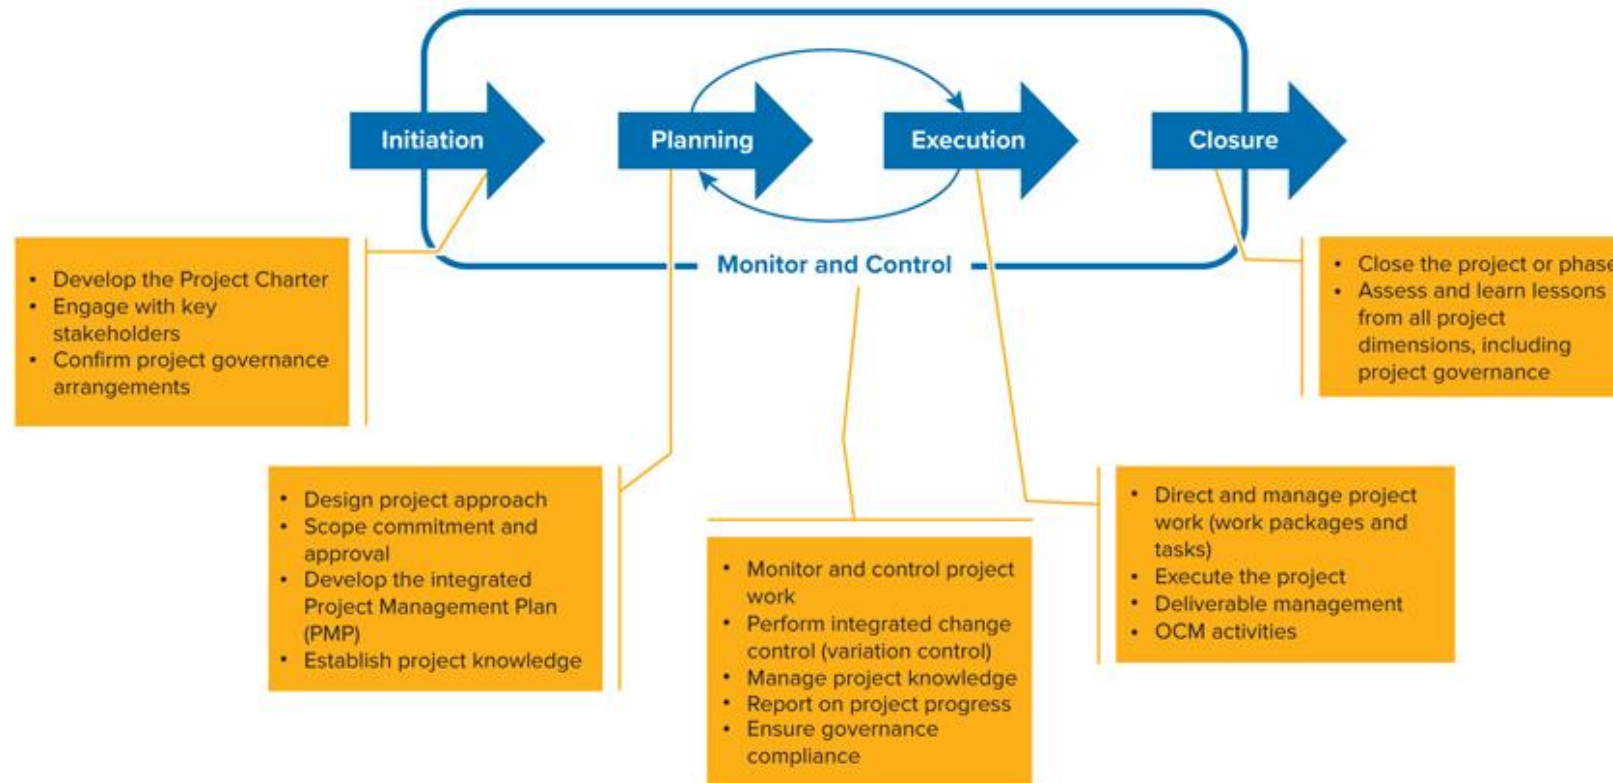 Initiation
Planning
Execution
Closure
Monitor and Control
• Develop the Project Charter
• Engage with key
stakeholders
• Confirm project governance
arrangements
• Close the project or phase
• Assess and learn lessons
from all project
dimensions, including
project governance
• Design project approach
• Scope commitment and
approval
• Develop the integrated
Project Management Plan
(PMP)
• Establish project knowledge
• Monitor and control project
work
• Perform integrated change
control (variation control)
• Manage project knowledge
• Report on project progress
• Ensure governance
compliance
• Direct and manage project
work (work packages and
tasks)
• Execute the project
• Deliverable management
• OCM activities